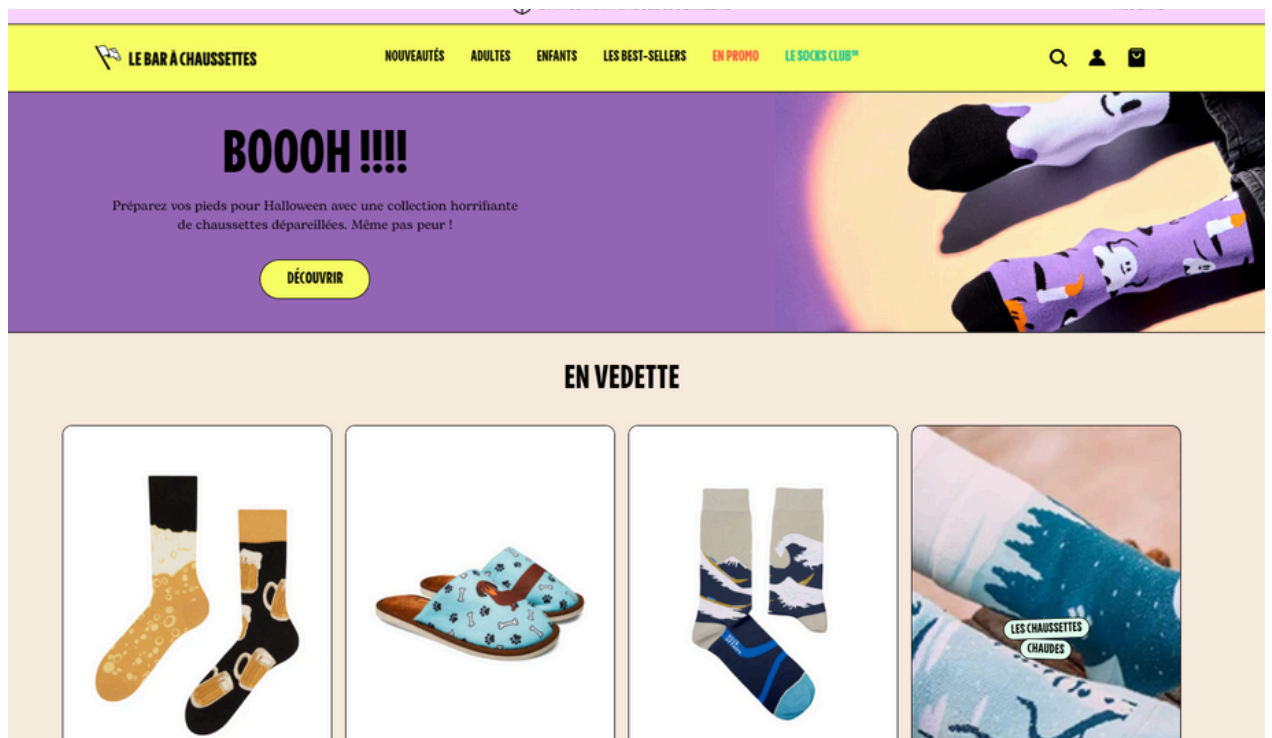 LE BAR À CHAUSSETTES
NOUVEAUTÉS
ADULTES
ENFANTS
LES BEST-SELLERS
EN PROMO
LE SOCKS CLUB™
BOOOH !!!!
Préparez vos pieds pour Halloween avec une collection horrifiante
de chaussettes dépareillées. Même pas peur !
DÉCOUVRIR
EN VEDETTE
LES CHAUSSETTES
CHAUDES